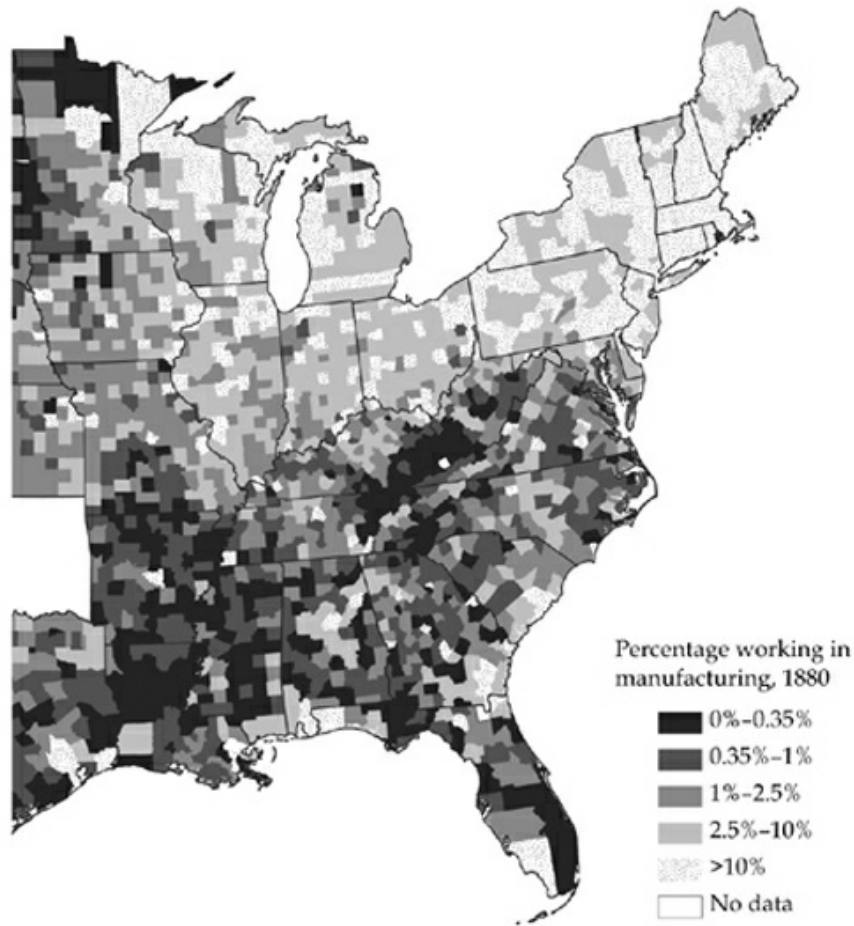 Percentage working in
manufacturing, 1880
0%–0.35%
0.35%–1%
1%–2.5%
2.5%–10%
>10%
No data